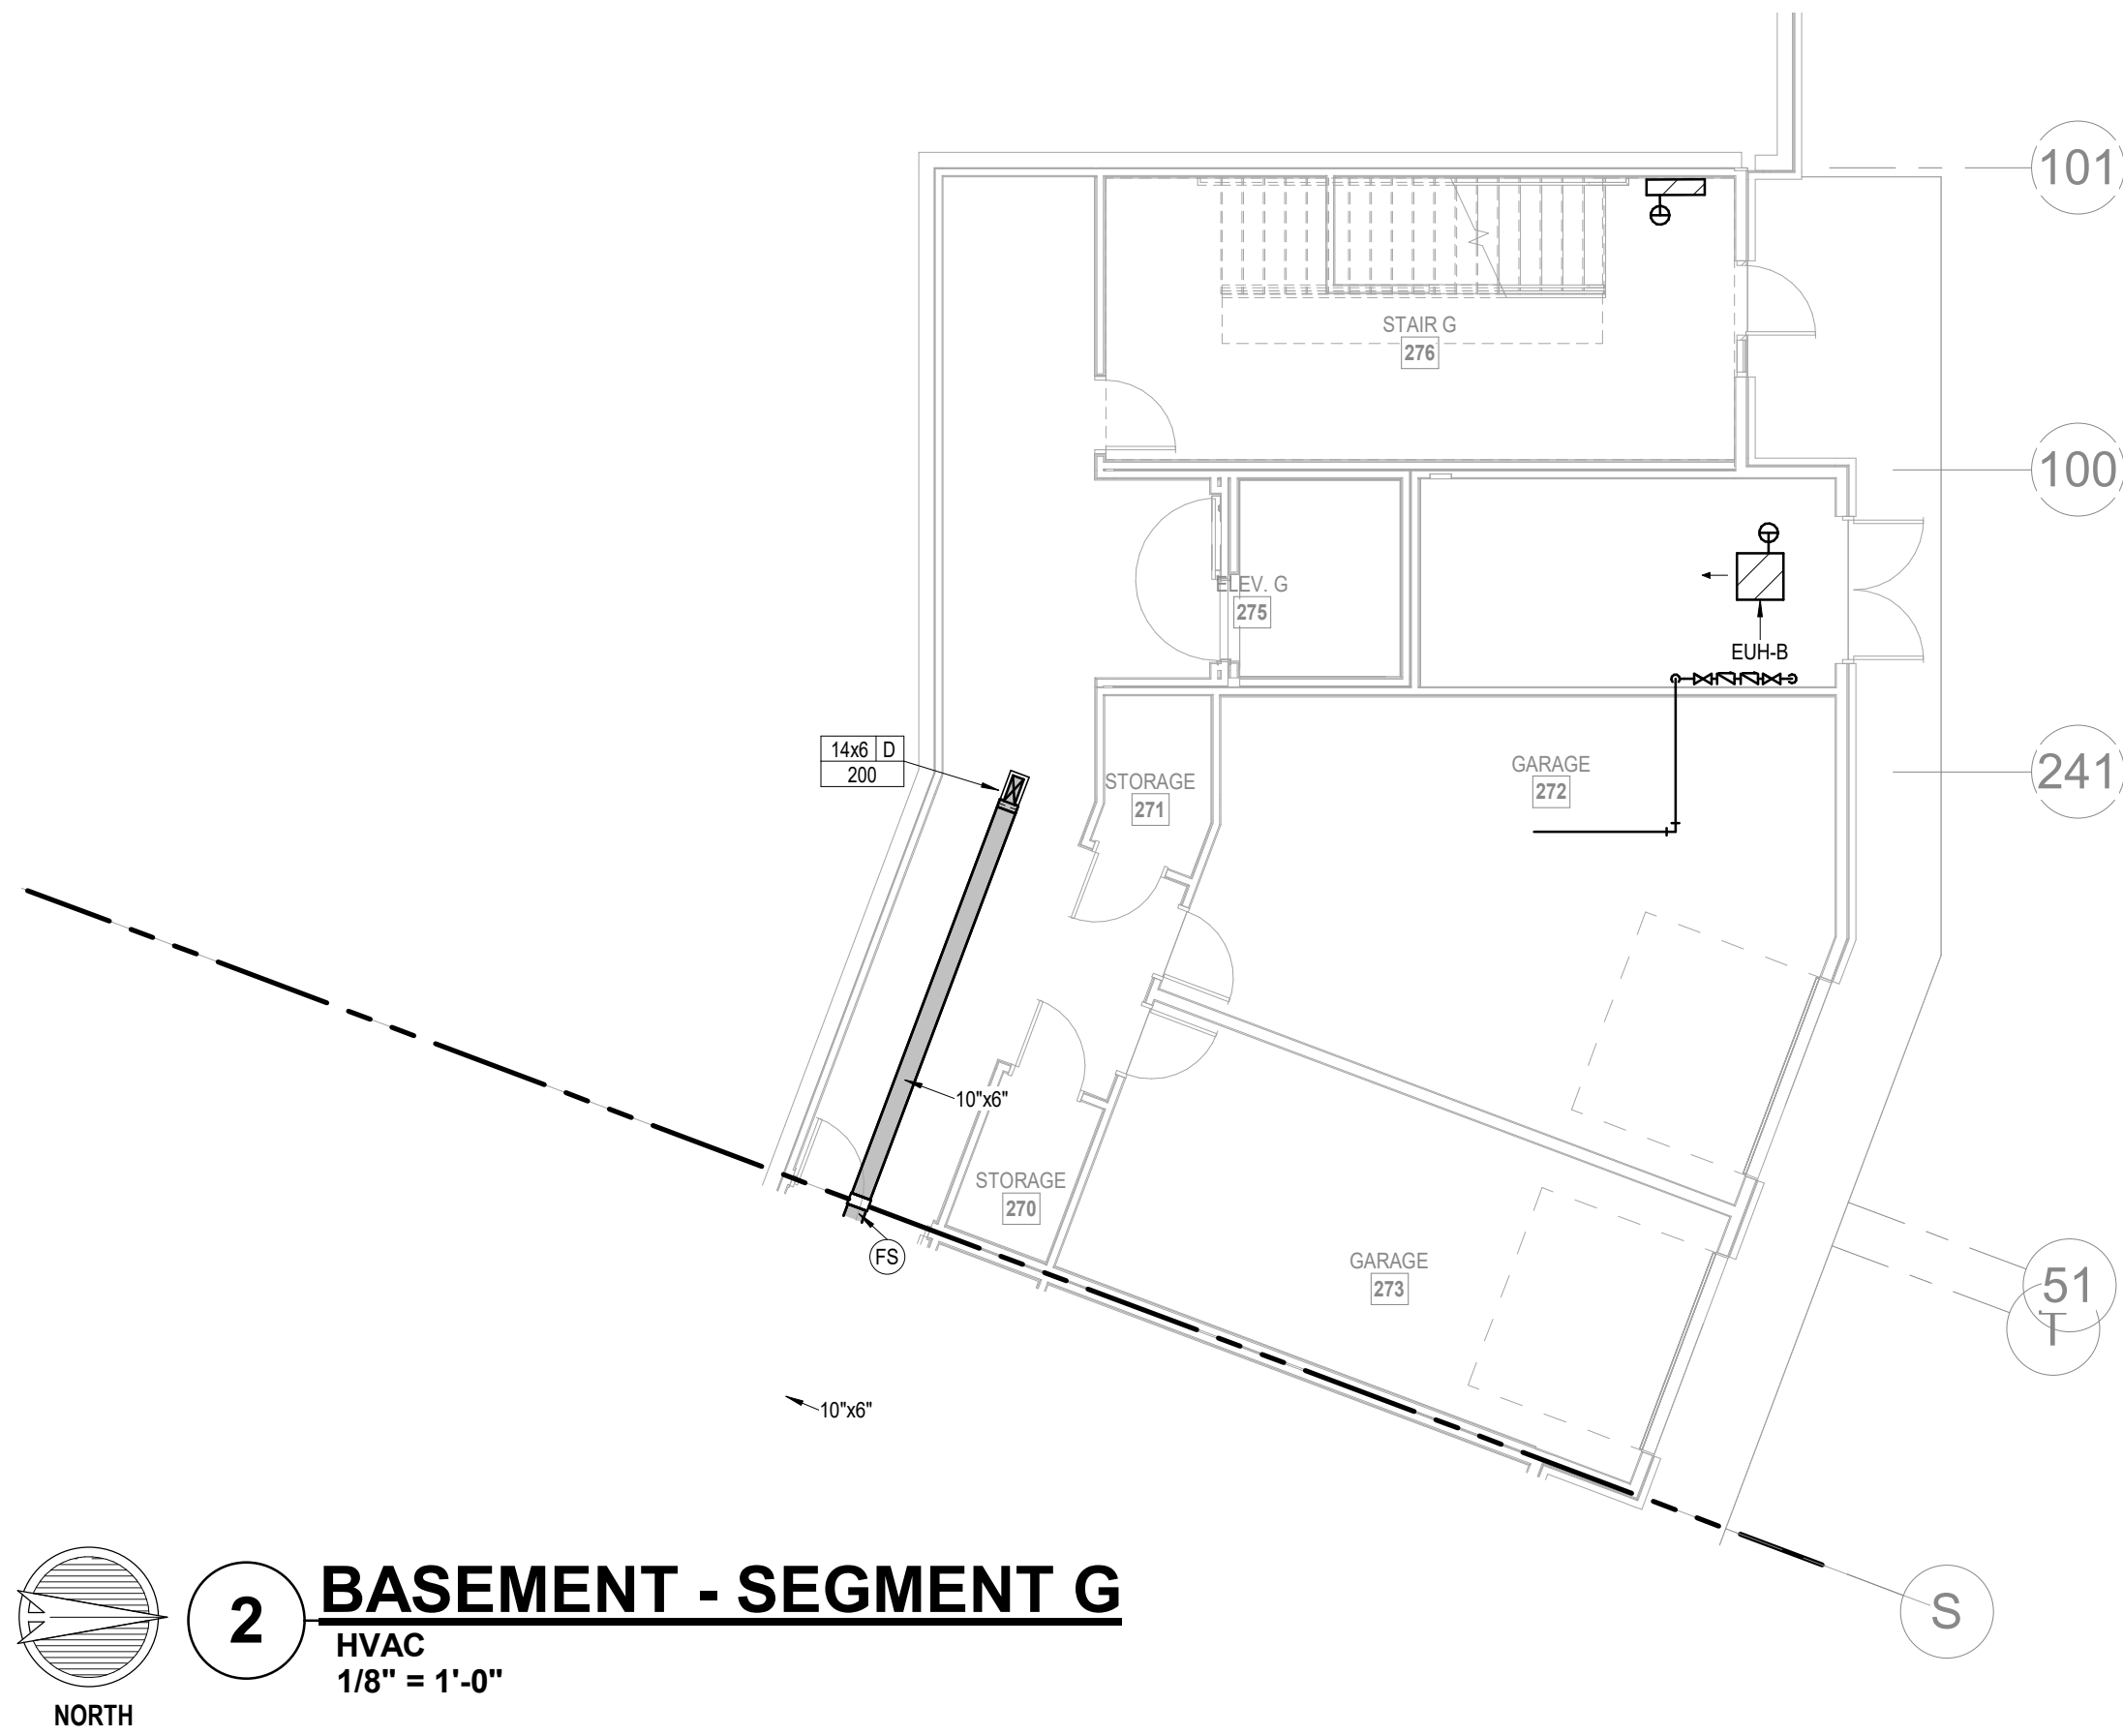 101
STAIR G
276
100
ELEV. G
275
EUH-B
14x6 D
200
STORAGE
271
GARAGE
272
241
10"x6"
STORAGE
270
FS
GARAGE
273
51
T
10"x6"
S
2
BASEMENT - SEGMENT G
HVAC
1/8" = 1'-0"
NORTH